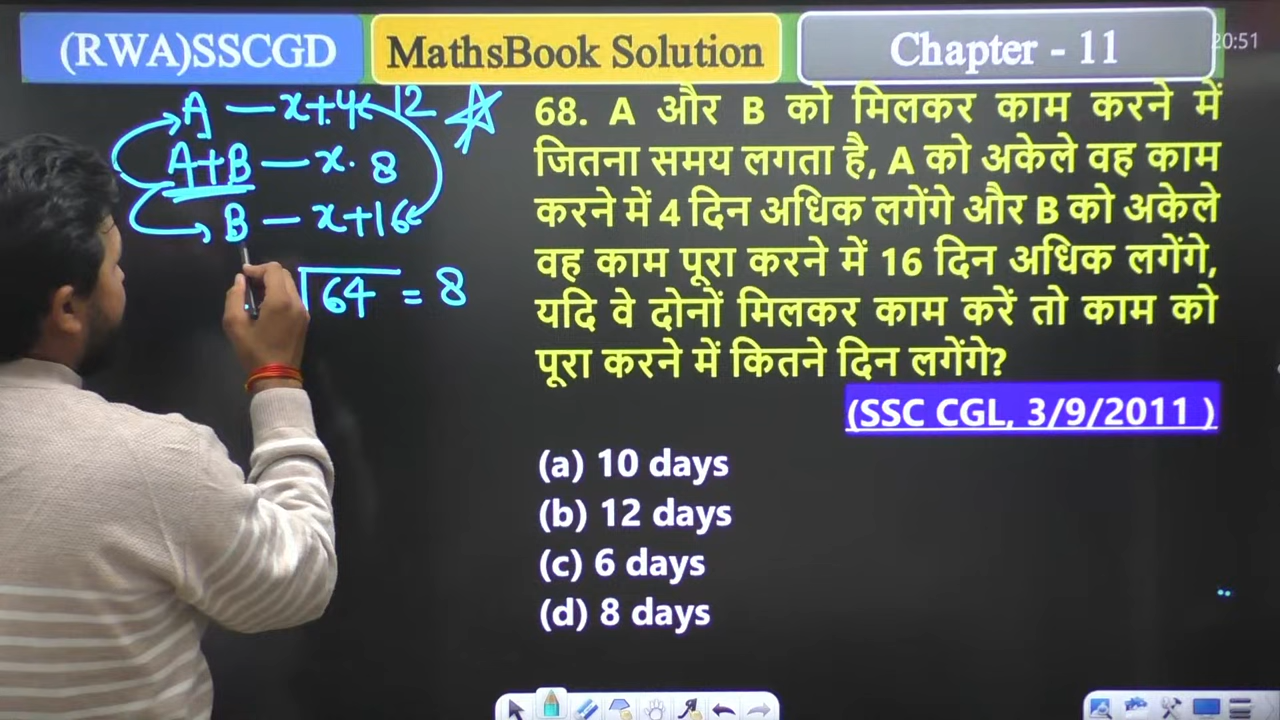 (RWA)SSCGD
MathsBook Solution
Chapter - 11
20:51
A — x+4 12
A+B — x. 8
B — x+16
√64 = 8
68. A और B को मिलकर काम करने में
जितना समय लगता है, A को अकेले वह काम
करने में 4 दिन अधिक लगेंगे और B को अकेले
वह काम पूरा करने में 16 दिन अधिक लगेंगे,
यदि वे दोनों मिलकर काम करें तो काम को
पूरा करने में कितने दिन लगेंगे?
(SSC CGL, 3/9/2011 )
(a) 10 days
(b) 12 days
(c) 6 days
(d) 8 days